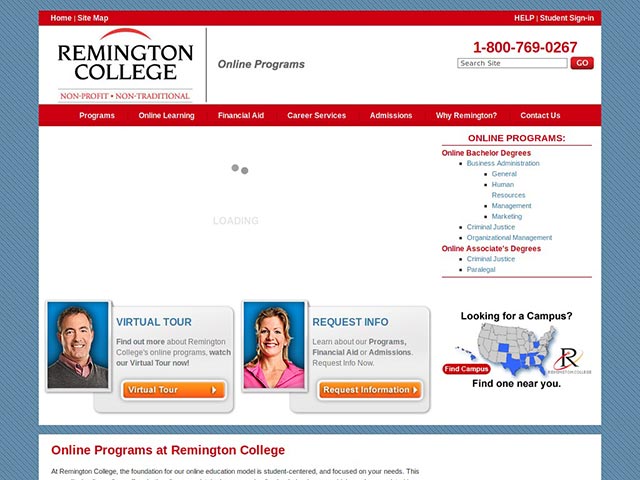 Home | Site Map
HELP | Student Sign-in
REMINGTON
COLLEGE
NON-PROFIT • NON-TRADITIONAL
Online Programs
1-800-769-0267
Search Site
GO
Programs
Online Learning
Financial Aid
Career Services
Admissions
Why Remington?
Contact Us
LOADING
ONLINE PROGRAMS:
Online Bachelor Degrees
Business Administration
General
Human
Resources
Management
Marketing
Criminal Justice
Organizational Management
Online Associate's Degrees
Criminal Justice
Paralegal
VIRTUAL TOUR
Find out more about Remington
College's online programs, watch
our Virtual Tour now!
Virtual Tour
REQUEST INFO
Learn about our Programs,
Financial Aid or Admissions.
Request Info Now.
Request Information
Looking for a Campus?
Find Campus
R
REMINGTON COLLEGE
Find one near you.
Online Programs at Remington College
At Remington College, the foundation for our online education model is student-centered, and focused on your needs. This